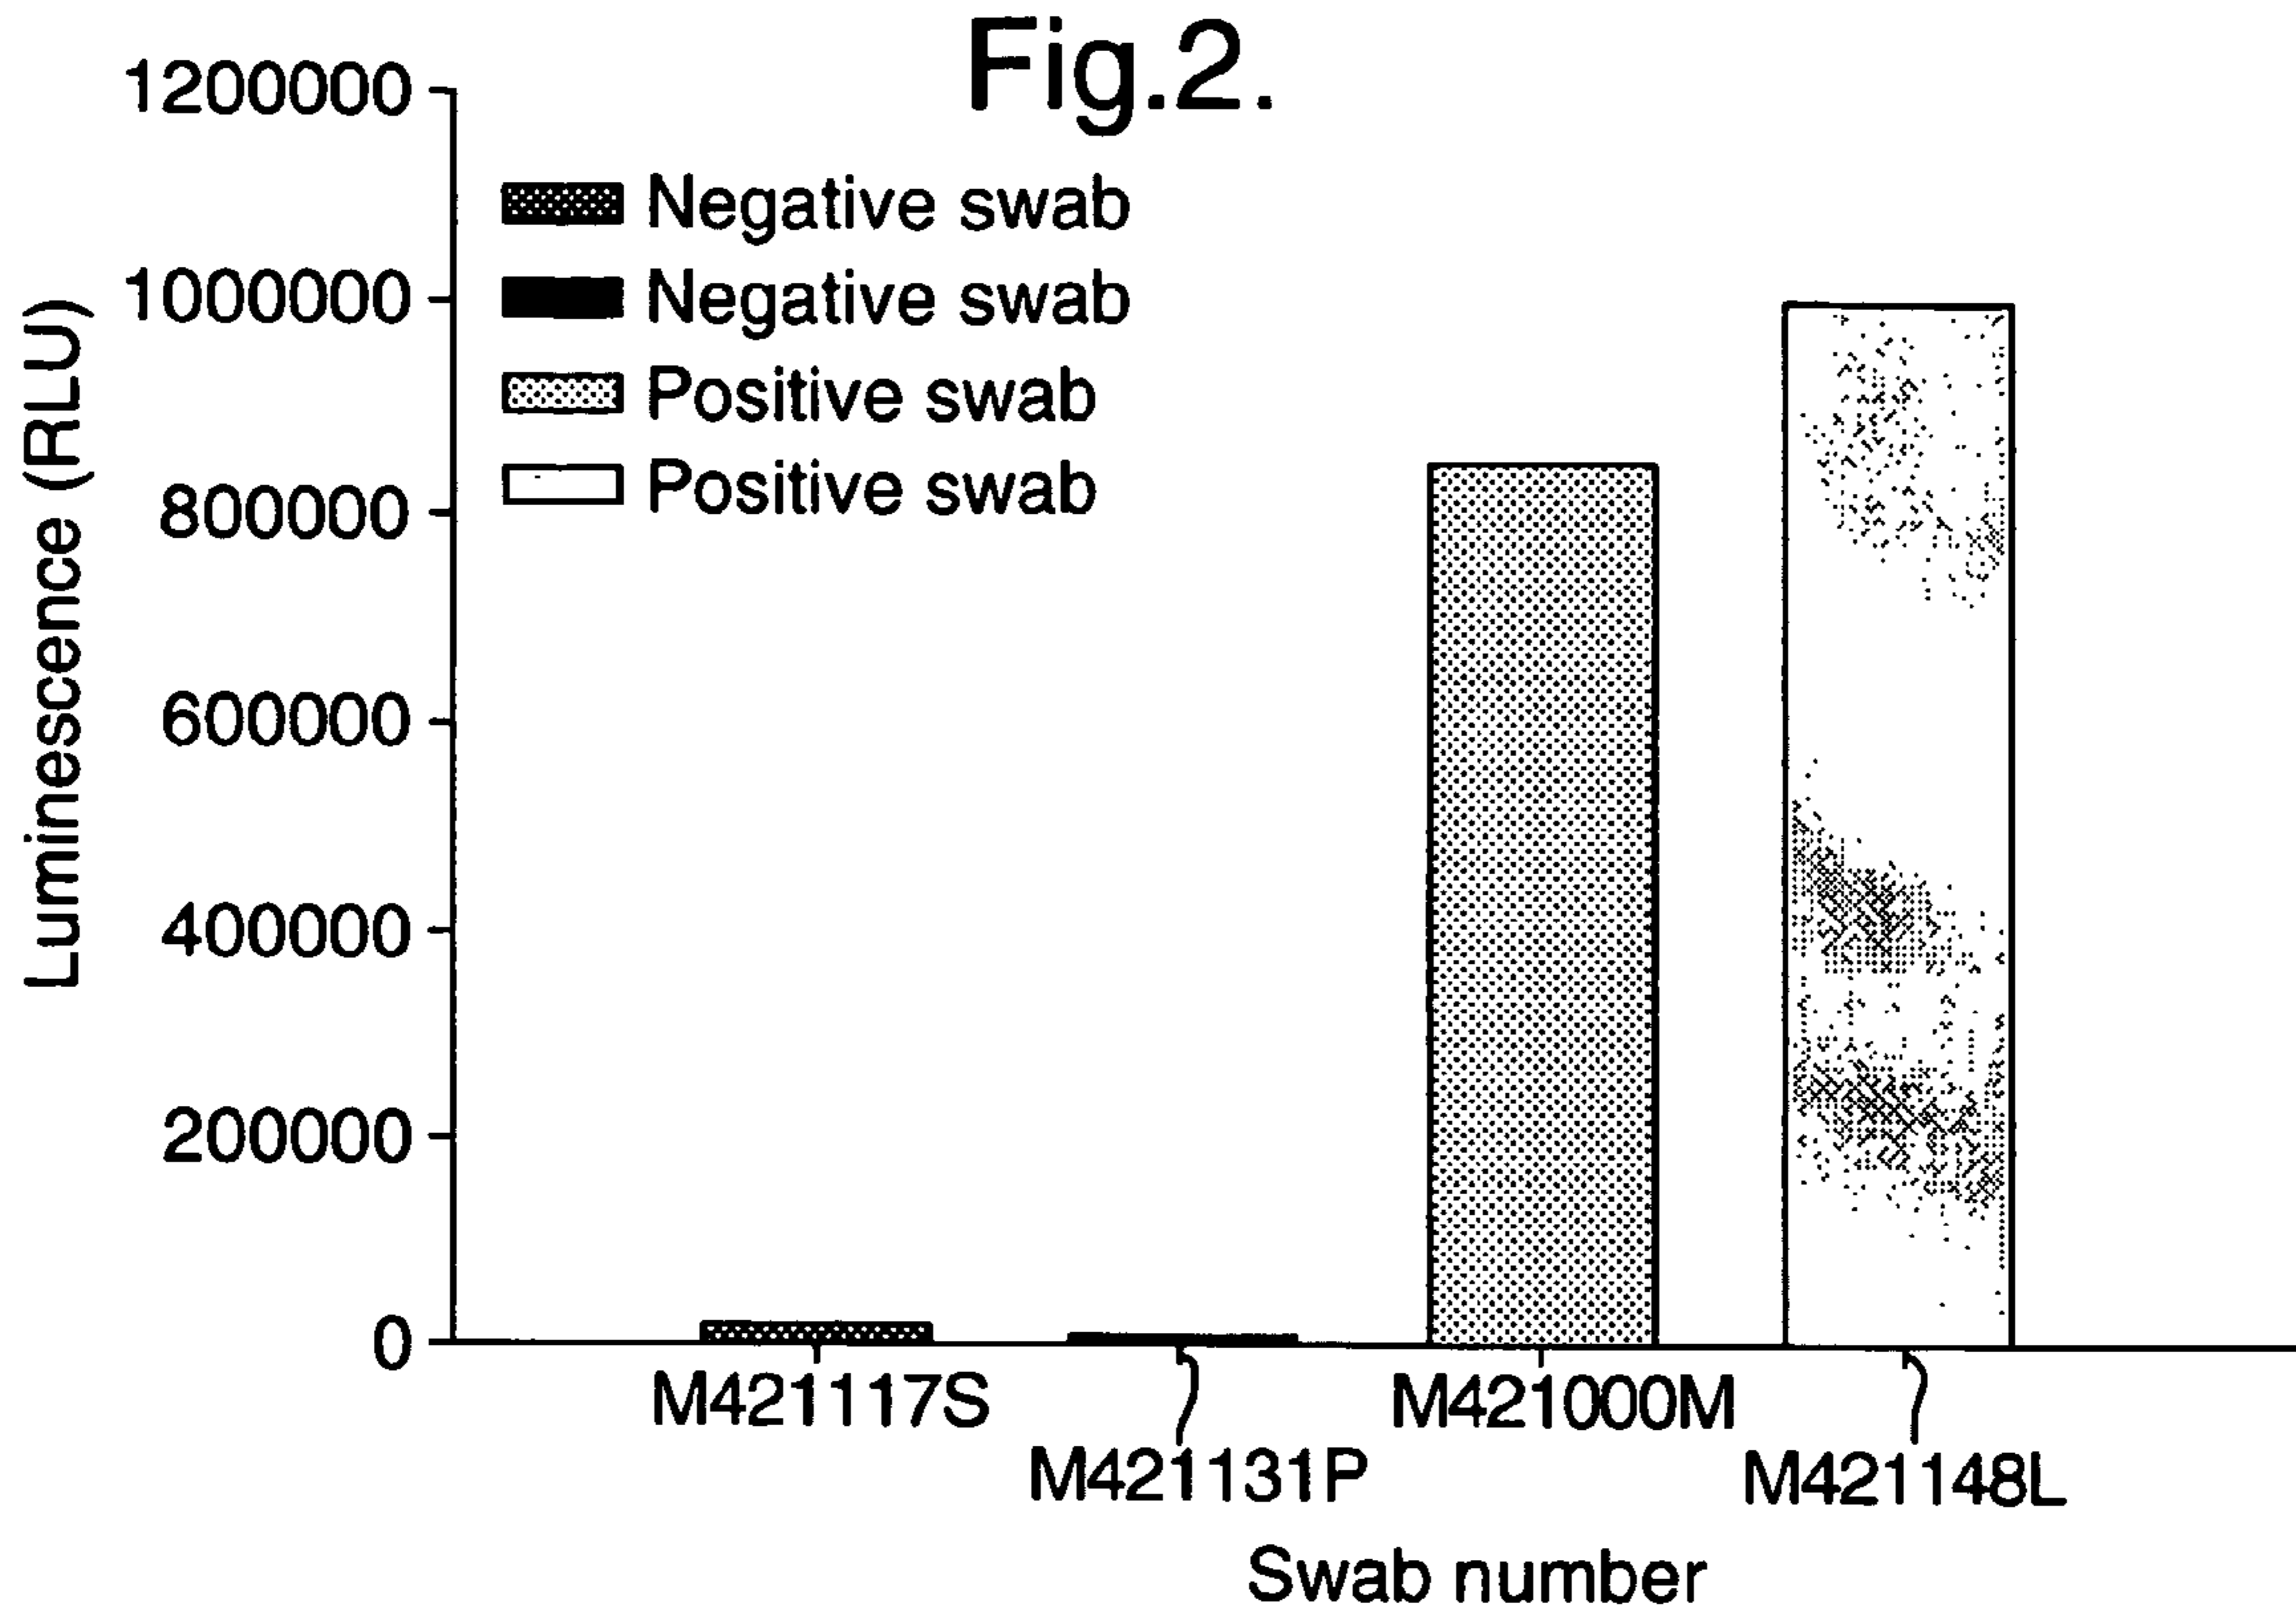 Fig.2.
1200000
1000000
800000
600000
400000
200000
0
Luminescence (RLU)
Negative swab
Negative swab
Positive swab
Positive swab
M421117S
M421131P
M421000M
M421148L
Swab number